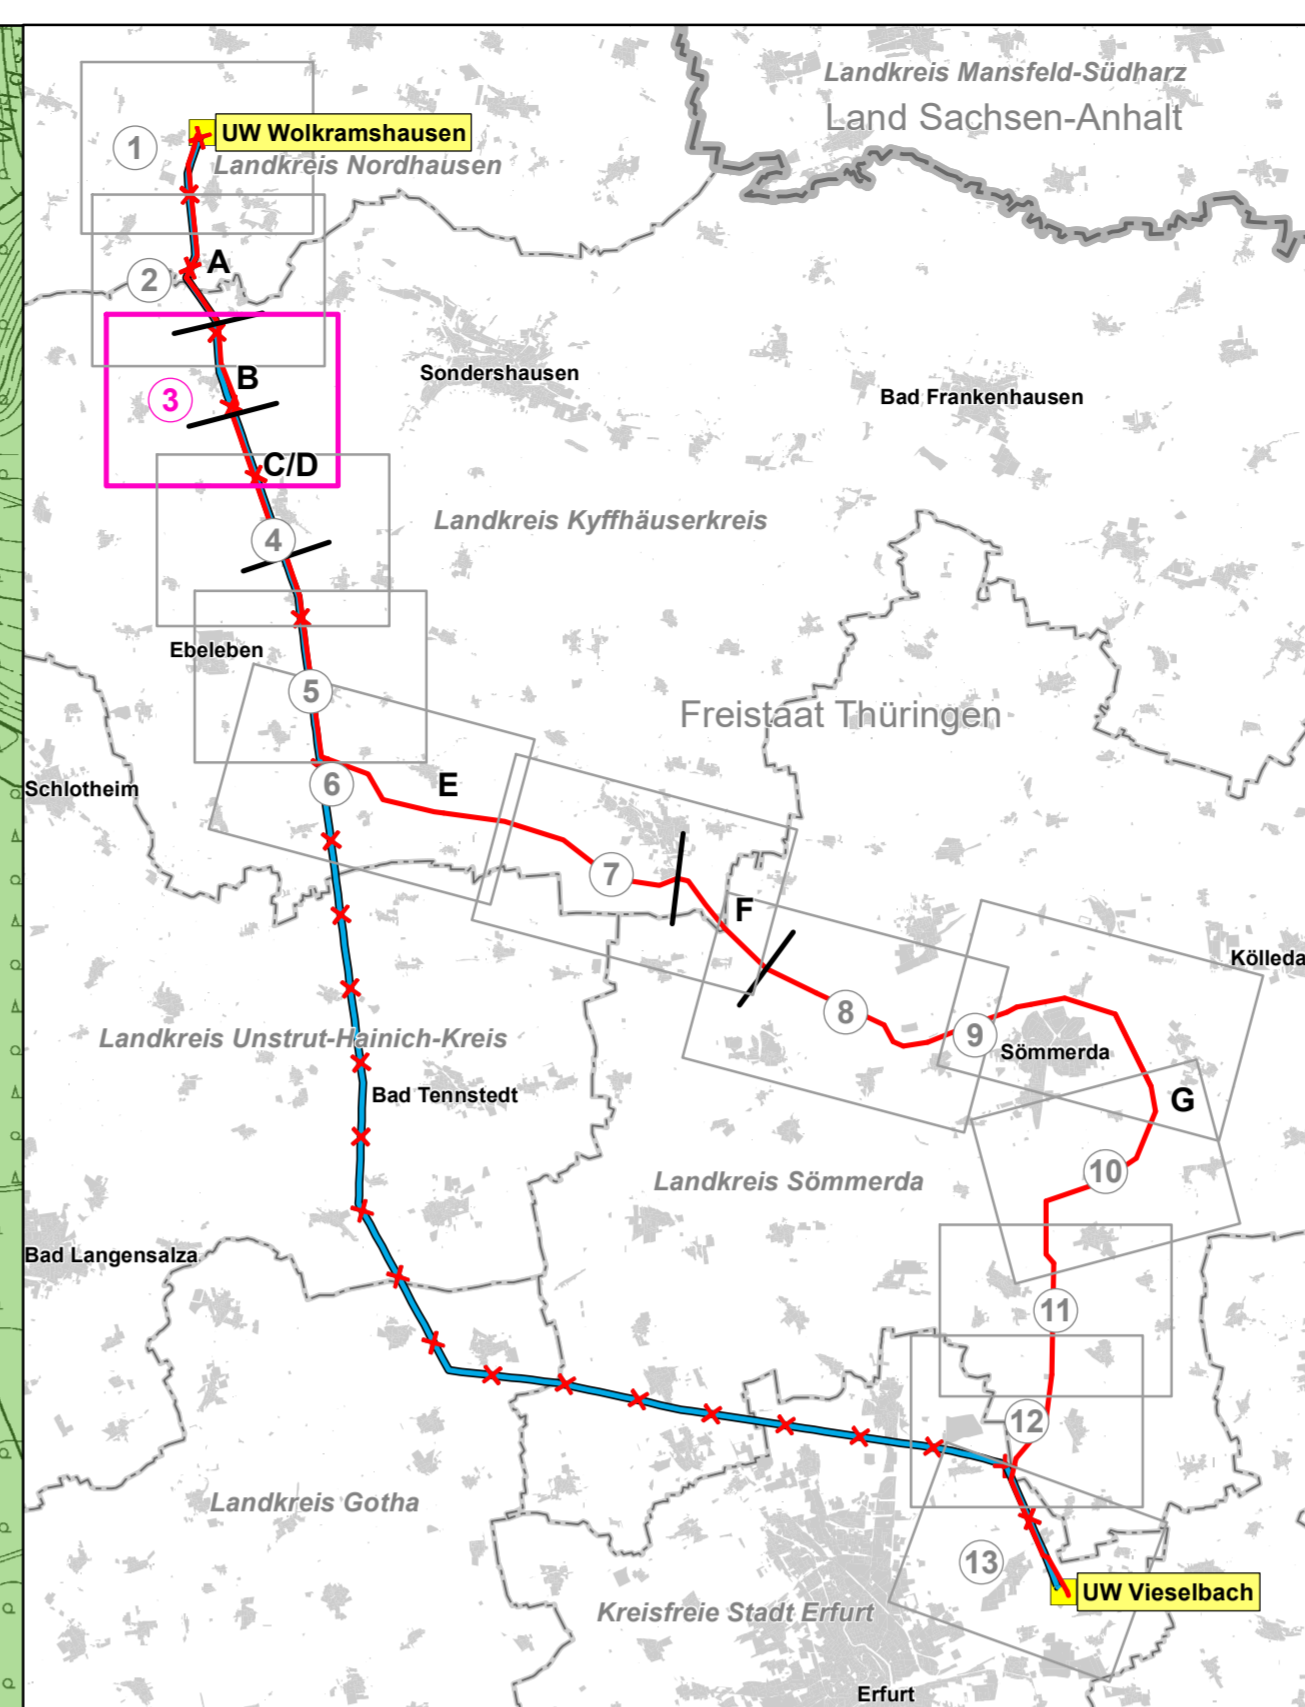 Landkreis Mansfeld-Südharz
Land Sachsen-Anhalt
1
UW Wolkramshausen
Landkreis Nordhausen
A
2
3
B
Sondershausen
Bad Frankenhausen
C/D
4
Landkreis Kyffhäuserkreis
Ebeleben
5
Freistaat Thüringen
Schlotheim
6
E
7
F
Kölleda
8
9
Sömmerda
Landkreis Unstrut-Hainich-Kreis
Bad Tennstedt
G
10
Landkreis Sömmerda
Bad Langensalza
11
12
Landkreis Gotha
13
UW Vieselbach
Kreisfreie Stadt Erfurt
Erfurt